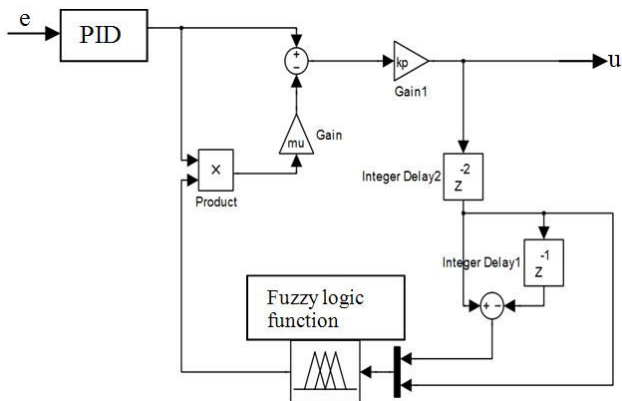 e
PID
+
−
kp
u
Gain1
mu
Gain
×
Product
Integer Delay2
-2
Z
Integer Delay1
-1
Z
+
−
Fuzzy logic
function